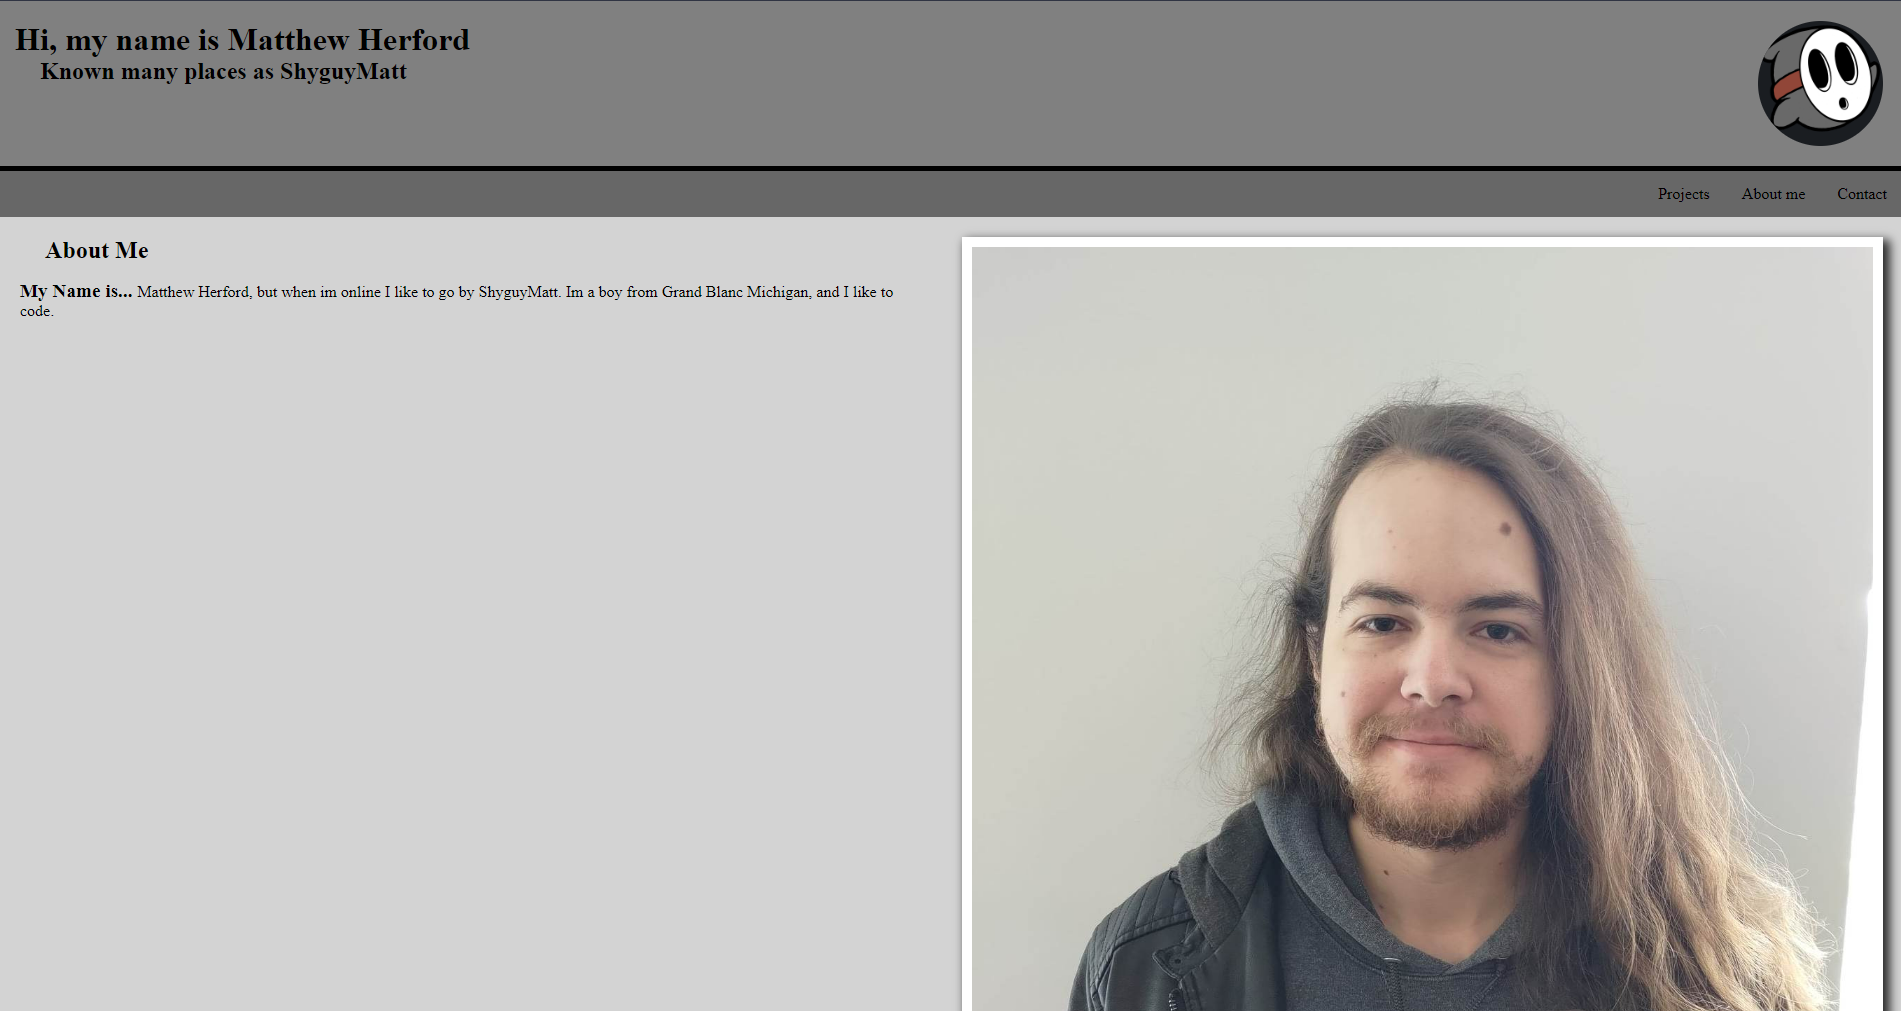 Hi, my name is Matthew Herford
Known many places as ShyguyMatt
Projects About me Contact
About Me
My Name is... Matthew Herford, but when im online I like to go by ShyguyMatt. Im a boy from Grand Blanc Michigan, and I like to
code.